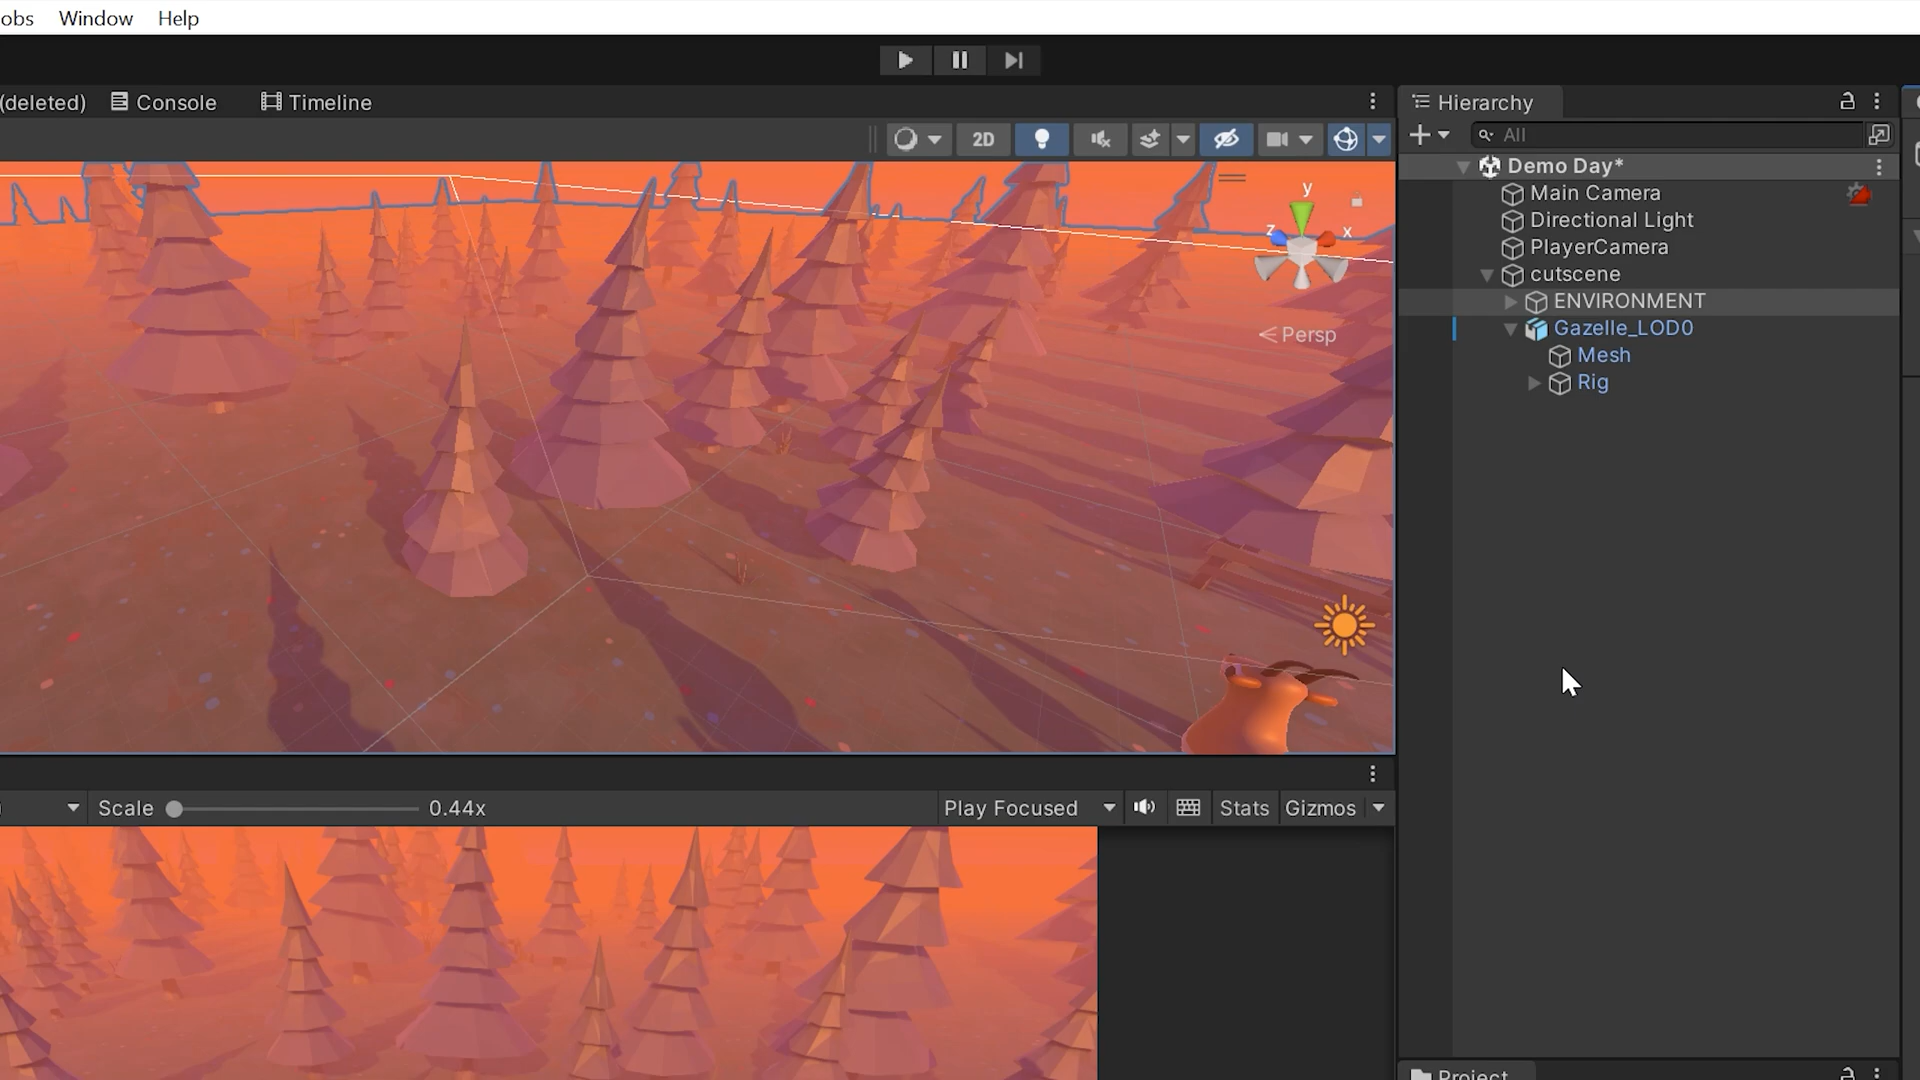 obs Window Help
(deleted) Console Timeline
2D
y
z x
Persp
Scale 0.44x Play Focused Stats Gizmos
Hierarchy
All
Demo Day*
Main Camera
Directional Light
PlayerCamera
cutscene
ENVIRONMENT
Gazelle_LOD0
Mesh
Rig
Project